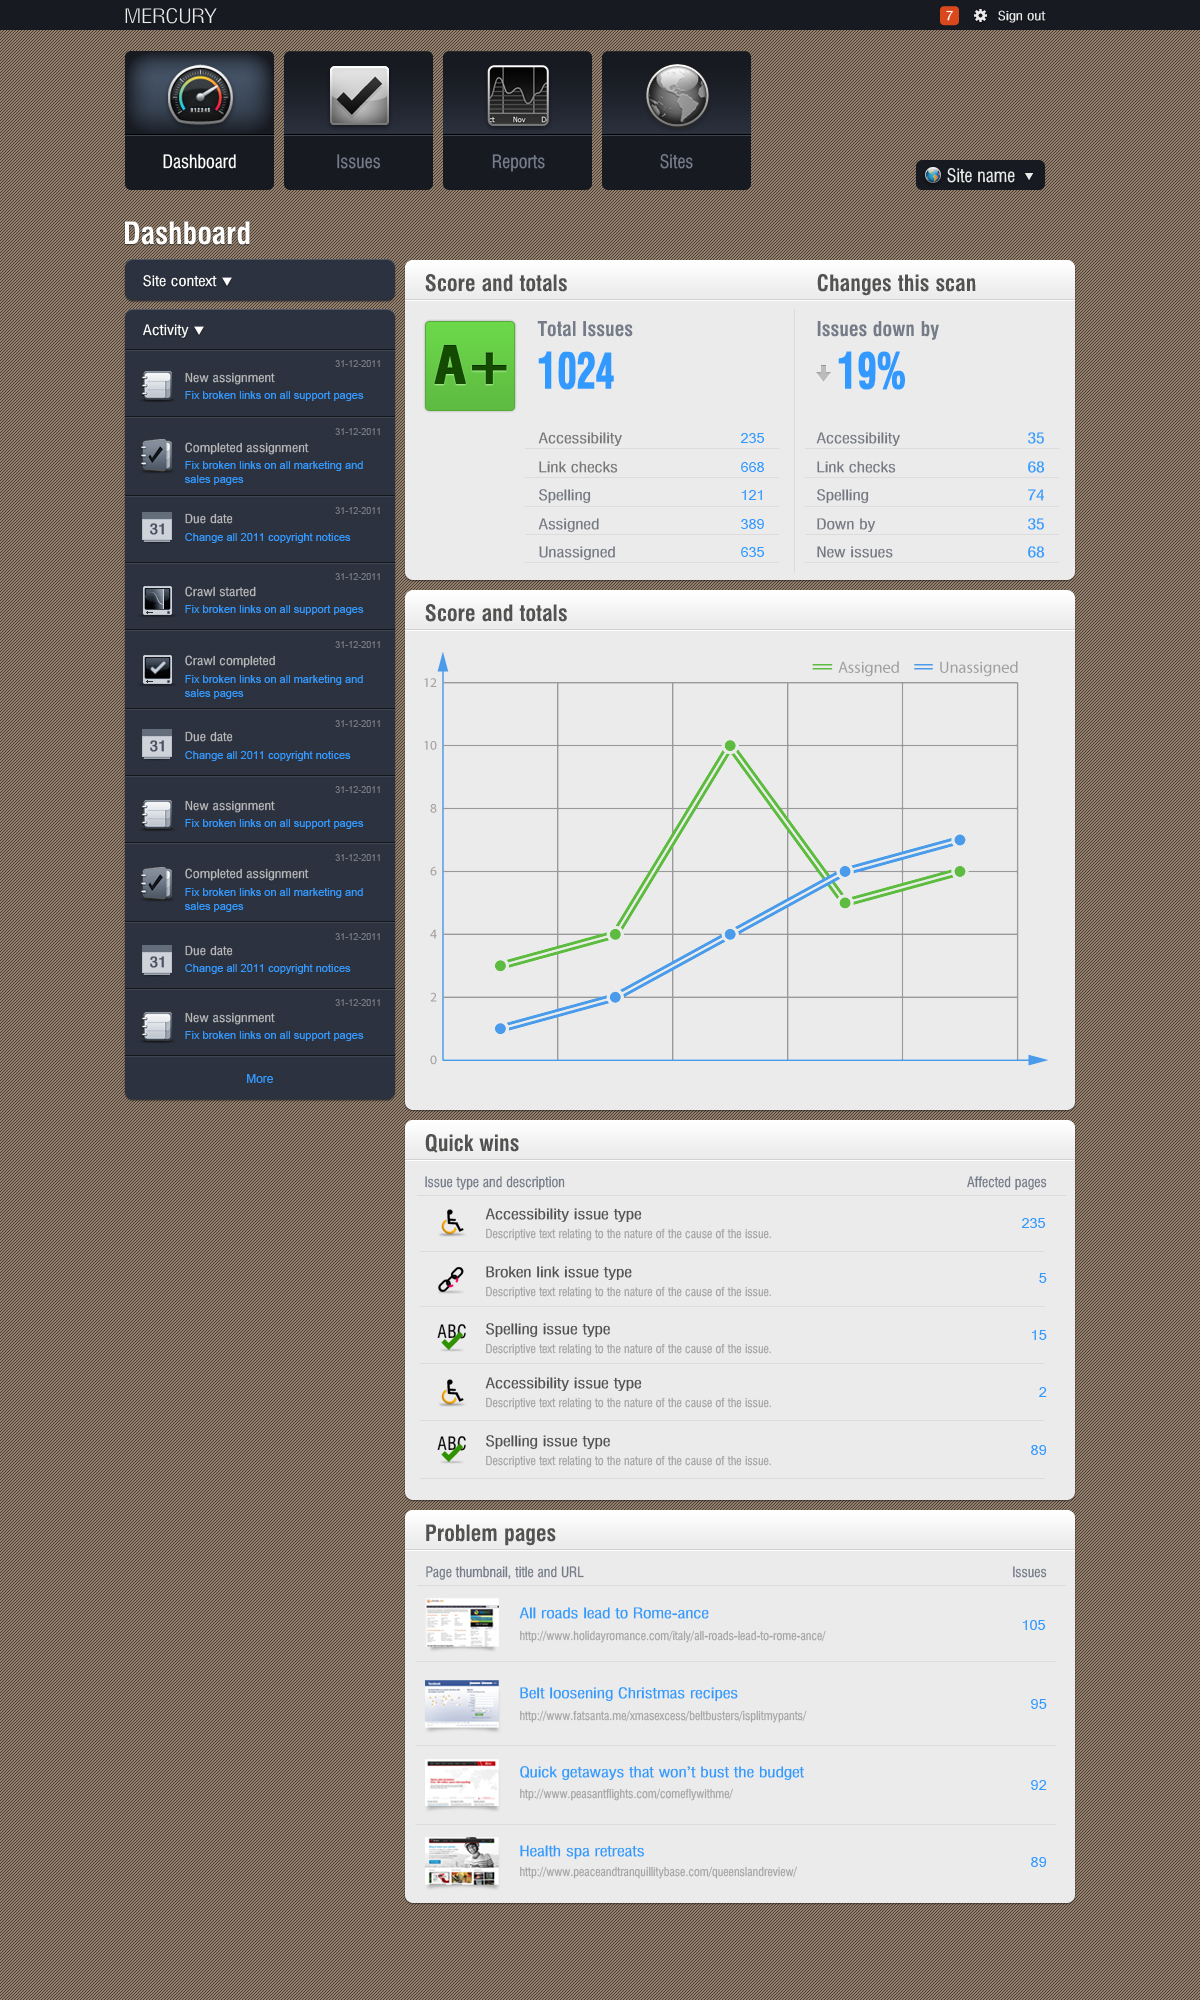 MERCURY
7 Sign out
Dashboard Issues Reports Sites
ct Nov D
Site name
Dashboard
Site context
Activity
31-12-2011
New assignment
Fix broken links on all support pages
31-12-2011
Completed assignment
Fix broken links on all marketing and
sales pages
31-12-2011
31
Due date
Change all 2011 copyright notices
31-12-2011
Crawl started
Fix broken links on all support pages
31-12-2011
Crawl completed
Fix broken links on all marketing and
sales pages
31-12-2011
31
Due date
Change all 2011 copyright notices
31-12-2011
New assignment
Fix broken links on all support pages
31-12-2011
Completed assignment
Fix broken links on all marketing and
sales pages
31-12-2011
31
Due date
Change all 2011 copyright notices
31-12-2011
New assignment
Fix broken links on all support pages
More
Score and totals
A+
Total Issues
1024
Accessibility 235
Link checks 668
Spelling 121
Assigned 389
Unassigned 635
Changes this scan
Issues down by
19%
Accessibility 35
Link checks 68
Spelling 74
Down by 35
New issues 68
Score and totals
Assigned Unassigned
12
10
8
6
4
2
0
Quick wins
Issue type and description Affected pages
Accessibility issue type
Descriptive text relating to the nature of the cause of the issue.
235
Broken link issue type
Descriptive text relating to the nature of the cause of the issue.
5
ABC
Spelling issue type
Descriptive text relating to the nature of the cause of the issue.
15
Accessibility issue type
Descriptive text relating to the nature of the cause of the issue.
2
ABC
Spelling issue type
Descriptive text relating to the nature of the cause of the issue.
89
Problem pages
Page thumbnail, title and URL Issues
All roads lead to Rome-ance
http://www.holidayromance.com/italy/all-roads-lead-to-rome-ance/
105
facebook
Belt loosening Christmas recipes
http://www.fatsanta.me/xmasexcess/beltbusters/isplitmypants/
95
Quick getaways that won't bust the budget
http://www.peasantflights.com/comeflywithme/
92
Health spa retreats
http://www.peaceandtranquillitybase.com/queenslandreview/
89